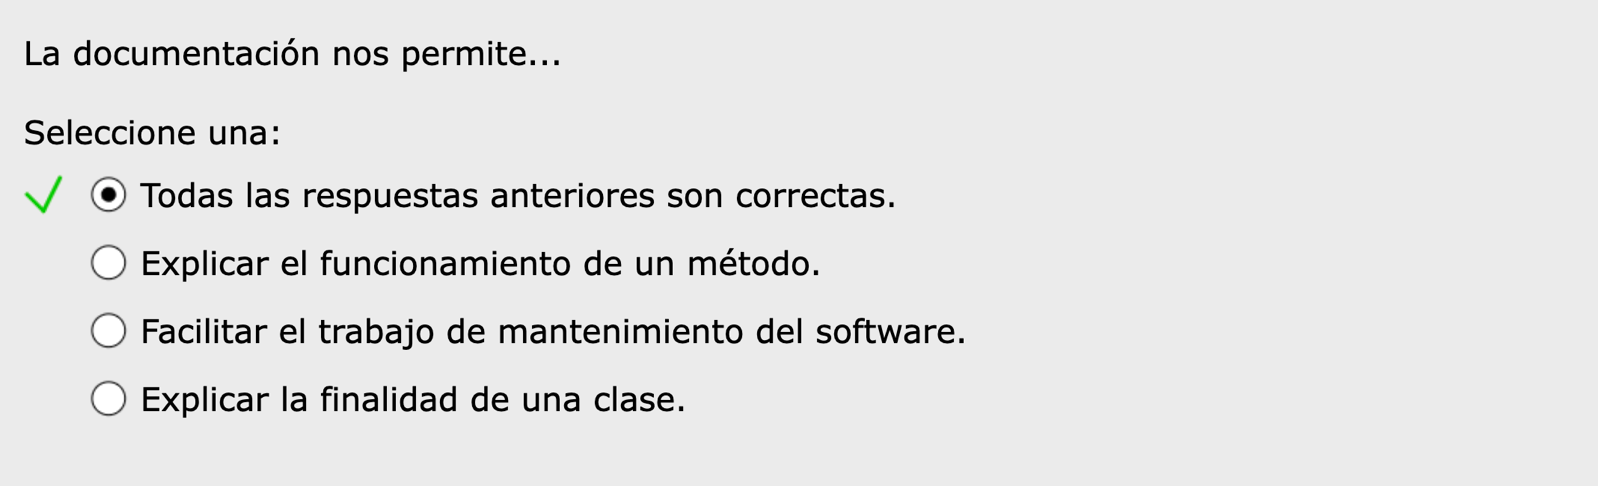 La documentación nos permite...
Seleccione una:
Todas las respuestas anteriores son correctas.
Explicar el funcionamiento de un método.
Facilitar el trabajo de mantenimiento del software.
Explicar la finalidad de una clase.